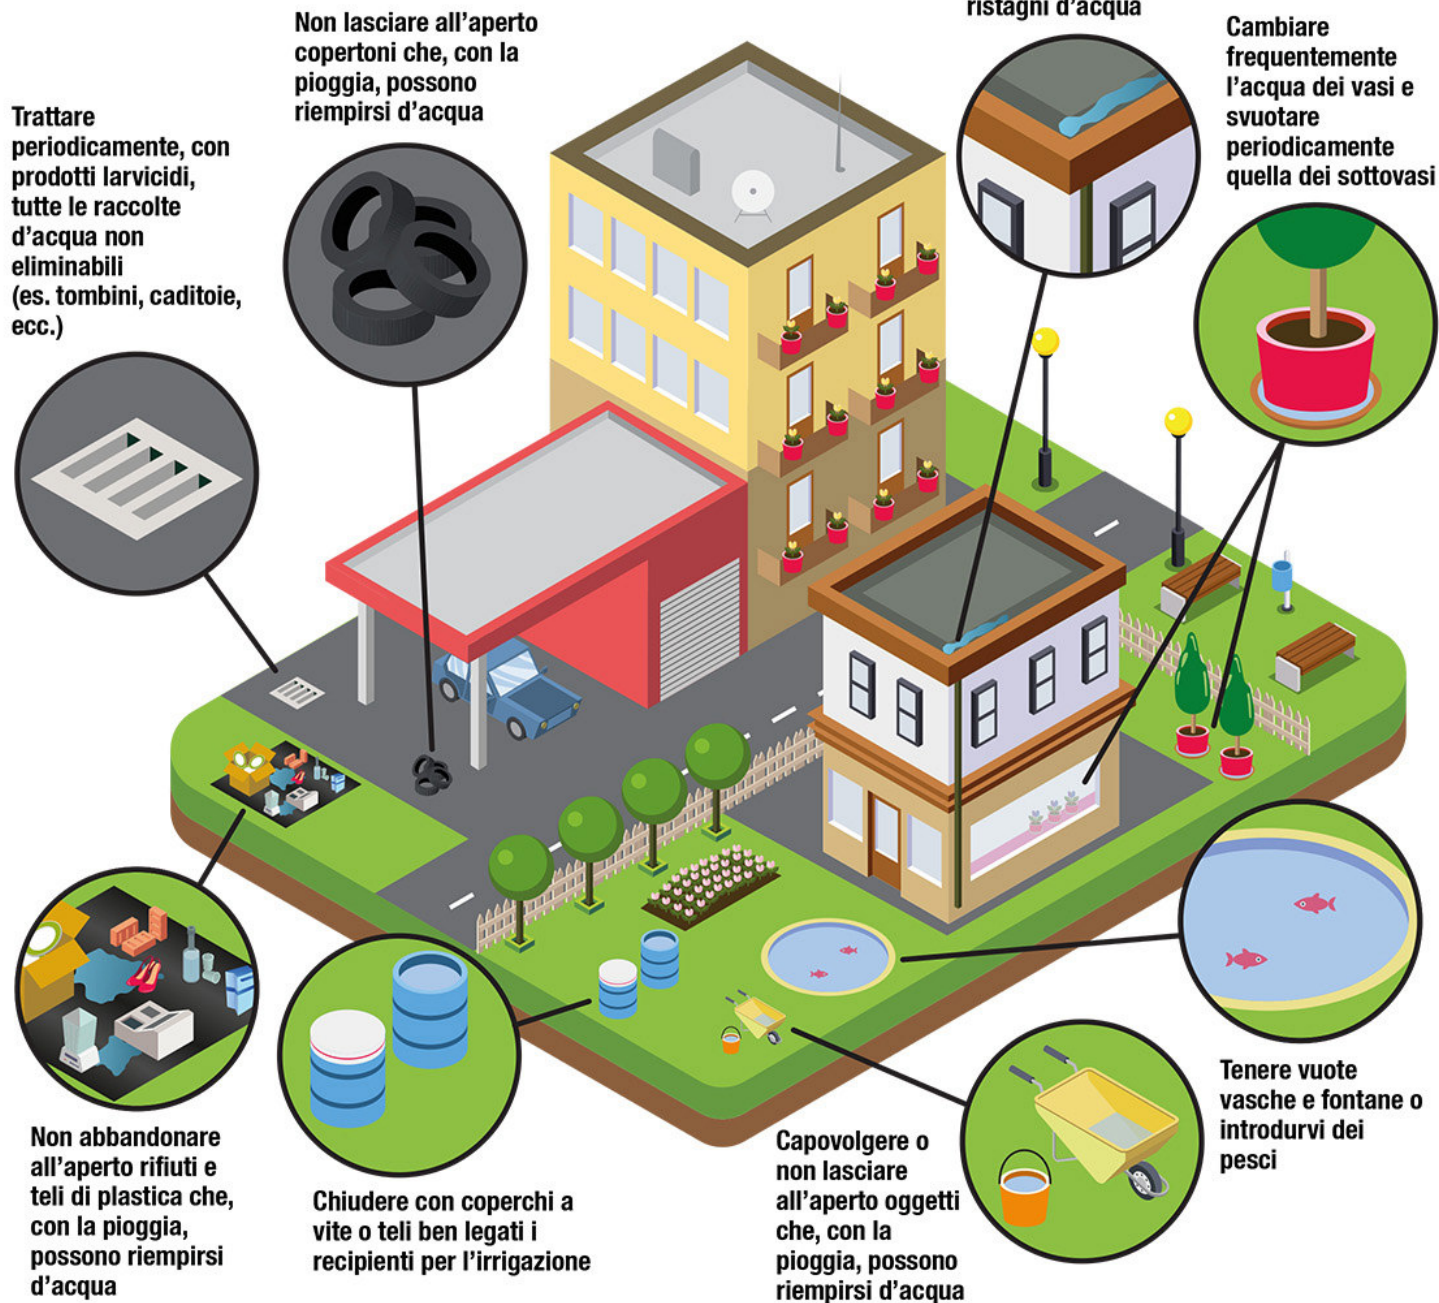 Non lasciare all'aperto
copertoni che, con la
pioggia, possono
riempirsi d'acqua
ristagni d'acqua
Cambiare
frequentemente
l'acqua dei vasi e
svuotare
periodicamente
quella dei sottovasi
Trattare
periodicamente, con
prodotti larvicidi,
tutte le raccolte
d'acqua non
eliminabili
(es. tombini, caditoie,
ecc.)
Non abbandonare
all'aperto rifiuti e
teli di plastica che,
con la pioggia,
possono riempirsi
d'acqua
Chiudere con coperchi a
vite o teli ben legati i
recipienti per l'irrigazione
Capovolgere o
non lasciare
all'aperto oggetti
che, con la
pioggia, possono
riempirsi d'acqua
Tenere vuote
vasche e fontane o
introdurvi dei
pesci